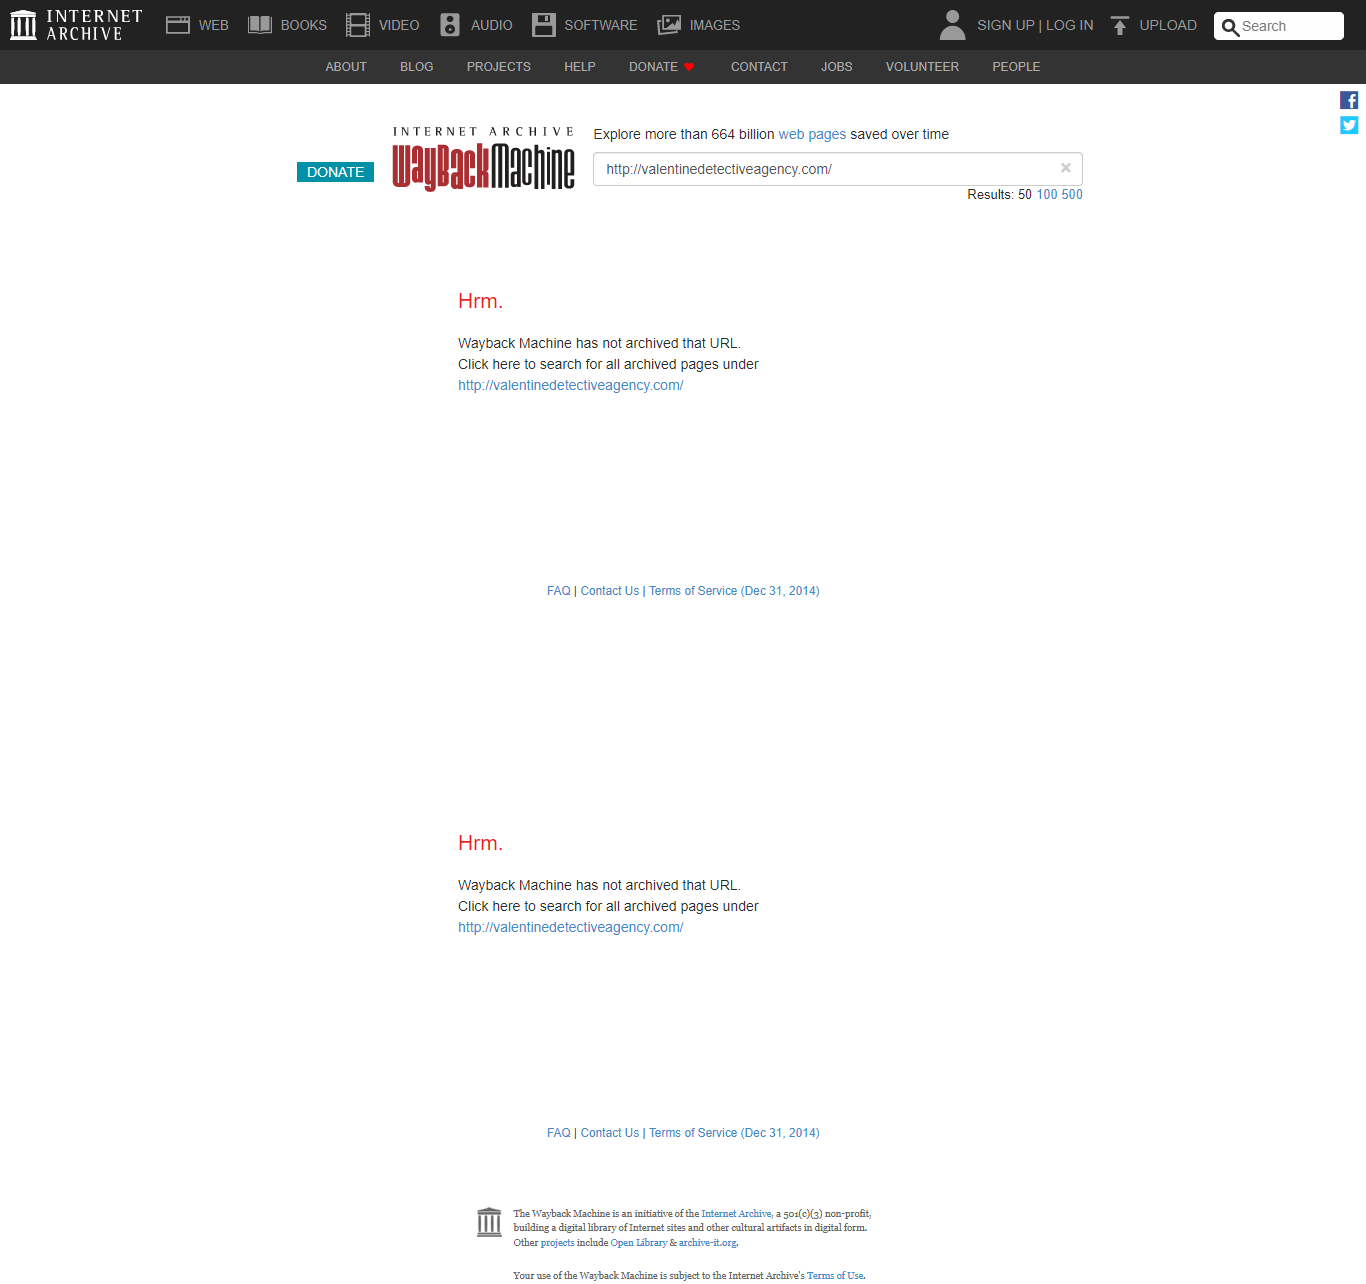 INTERNET ARCHIVE
WEB BOOKS VIDEO AUDIO SOFTWARE IMAGES SIGN UP | LOG IN UPLOAD Search
ABOUT BLOG PROJECTS HELP DONATE CONTACT JOBS VOLUNTEER PEOPLE
DONATE
INTERNET ARCHIVE
WayBackMachine
Explore more than 664 billion web pages saved over time
http://valentinedetectiveagency.com/ ×
Results: 50 100 500
Hrm.
Wayback Machine has not archived that URL.
Click here to search for all archived pages under
http://valentinedetectiveagency.com/
FAQ | Contact Us | Terms of Service (Dec 31, 2014)
Hrm.
Wayback Machine has not archived that URL.
Click here to search for all archived pages under
http://valentinedetectiveagency.com/
FAQ | Contact Us | Terms of Service (Dec 31, 2014)
The Wayback Machine is an initiative of the Internet Archive, a 501(c)(3) non-profit,
building a digital library of Internet sites and other cultural artifacts in digital form.
Other projects include Open Library & archive-it.org.
Your use of the Wayback Machine is subject to the Internet Archive's Terms of Use.